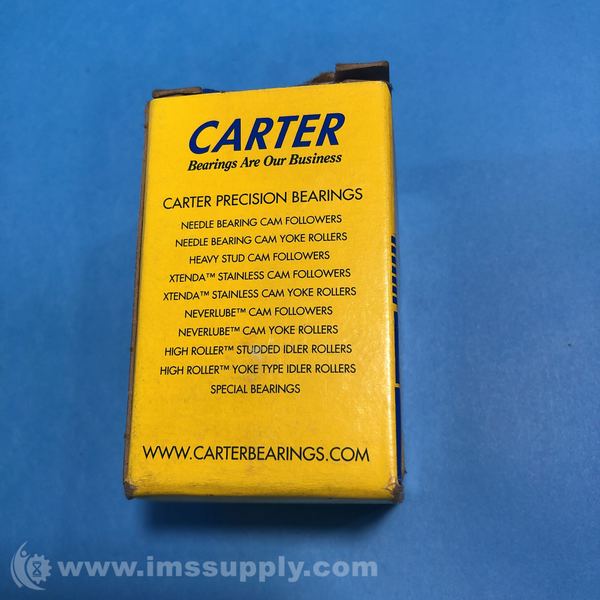 CARTER
Bearings Are Our Business
CARTER PRECISION BEARINGS
NEEDLE BEARING CAM FOLLOWERS
NEEDLE BEARING CAM YOKE ROLLERS
HEAVY STUD CAM FOLLOWERS
XTENDA™ STAINLESS CAM FOLLOWERS
XTENDA™ STAINLESS CAM YOKE ROLLERS
NEVERLUBE™ CAM FOLLOWERS
NEVERLUBE™ CAM YOKE ROLLERS
HIGH ROLLER™ STUDDED IDLER ROLLERS
HIGH ROLLER™ YOKE TYPE IDLER ROLLERS
SPECIAL BEARINGS
WWW.CARTERBEARINGS.COM
www.imssupply.com/